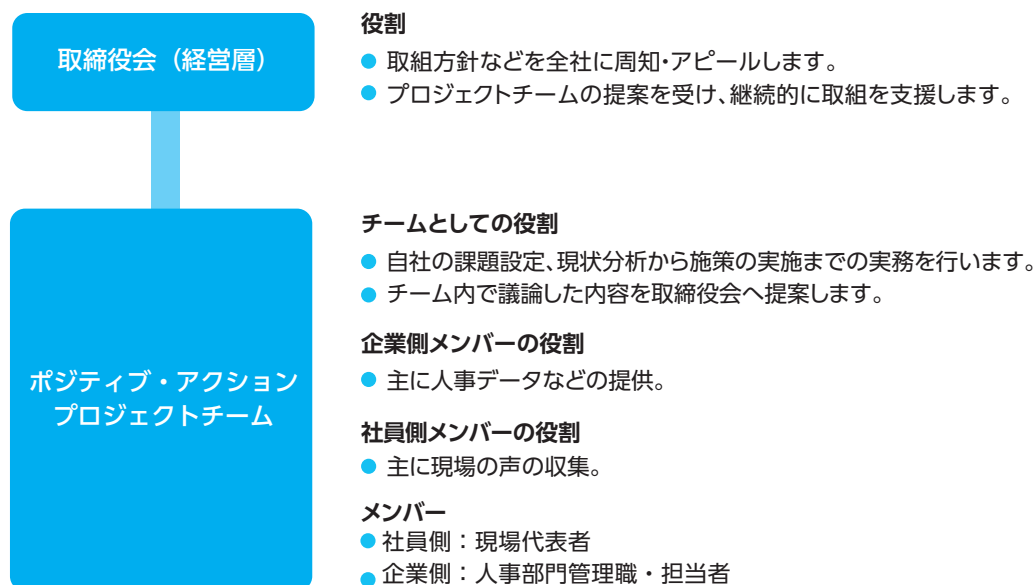 取締役会（経営層）
役割
● 取組方針などを全社に周知・アピールします。
● プロジェクトチームの提案を受け、継続的に取組を支援します。
ポジティブ・アクション
プロジェクトチーム
チームとしての役割
● 自社の課題設定、現状分析から施策の実施までの実務を行います。
● チーム内で議論した内容を取締役会へ提案します。
企業側メンバーの役割
● 主に人事データなどの提供。
社員側メンバーの役割
● 主に現場の声の収集。
メンバー
● 社員側：現場代表者
● 企業側：人事部門管理職・担当者